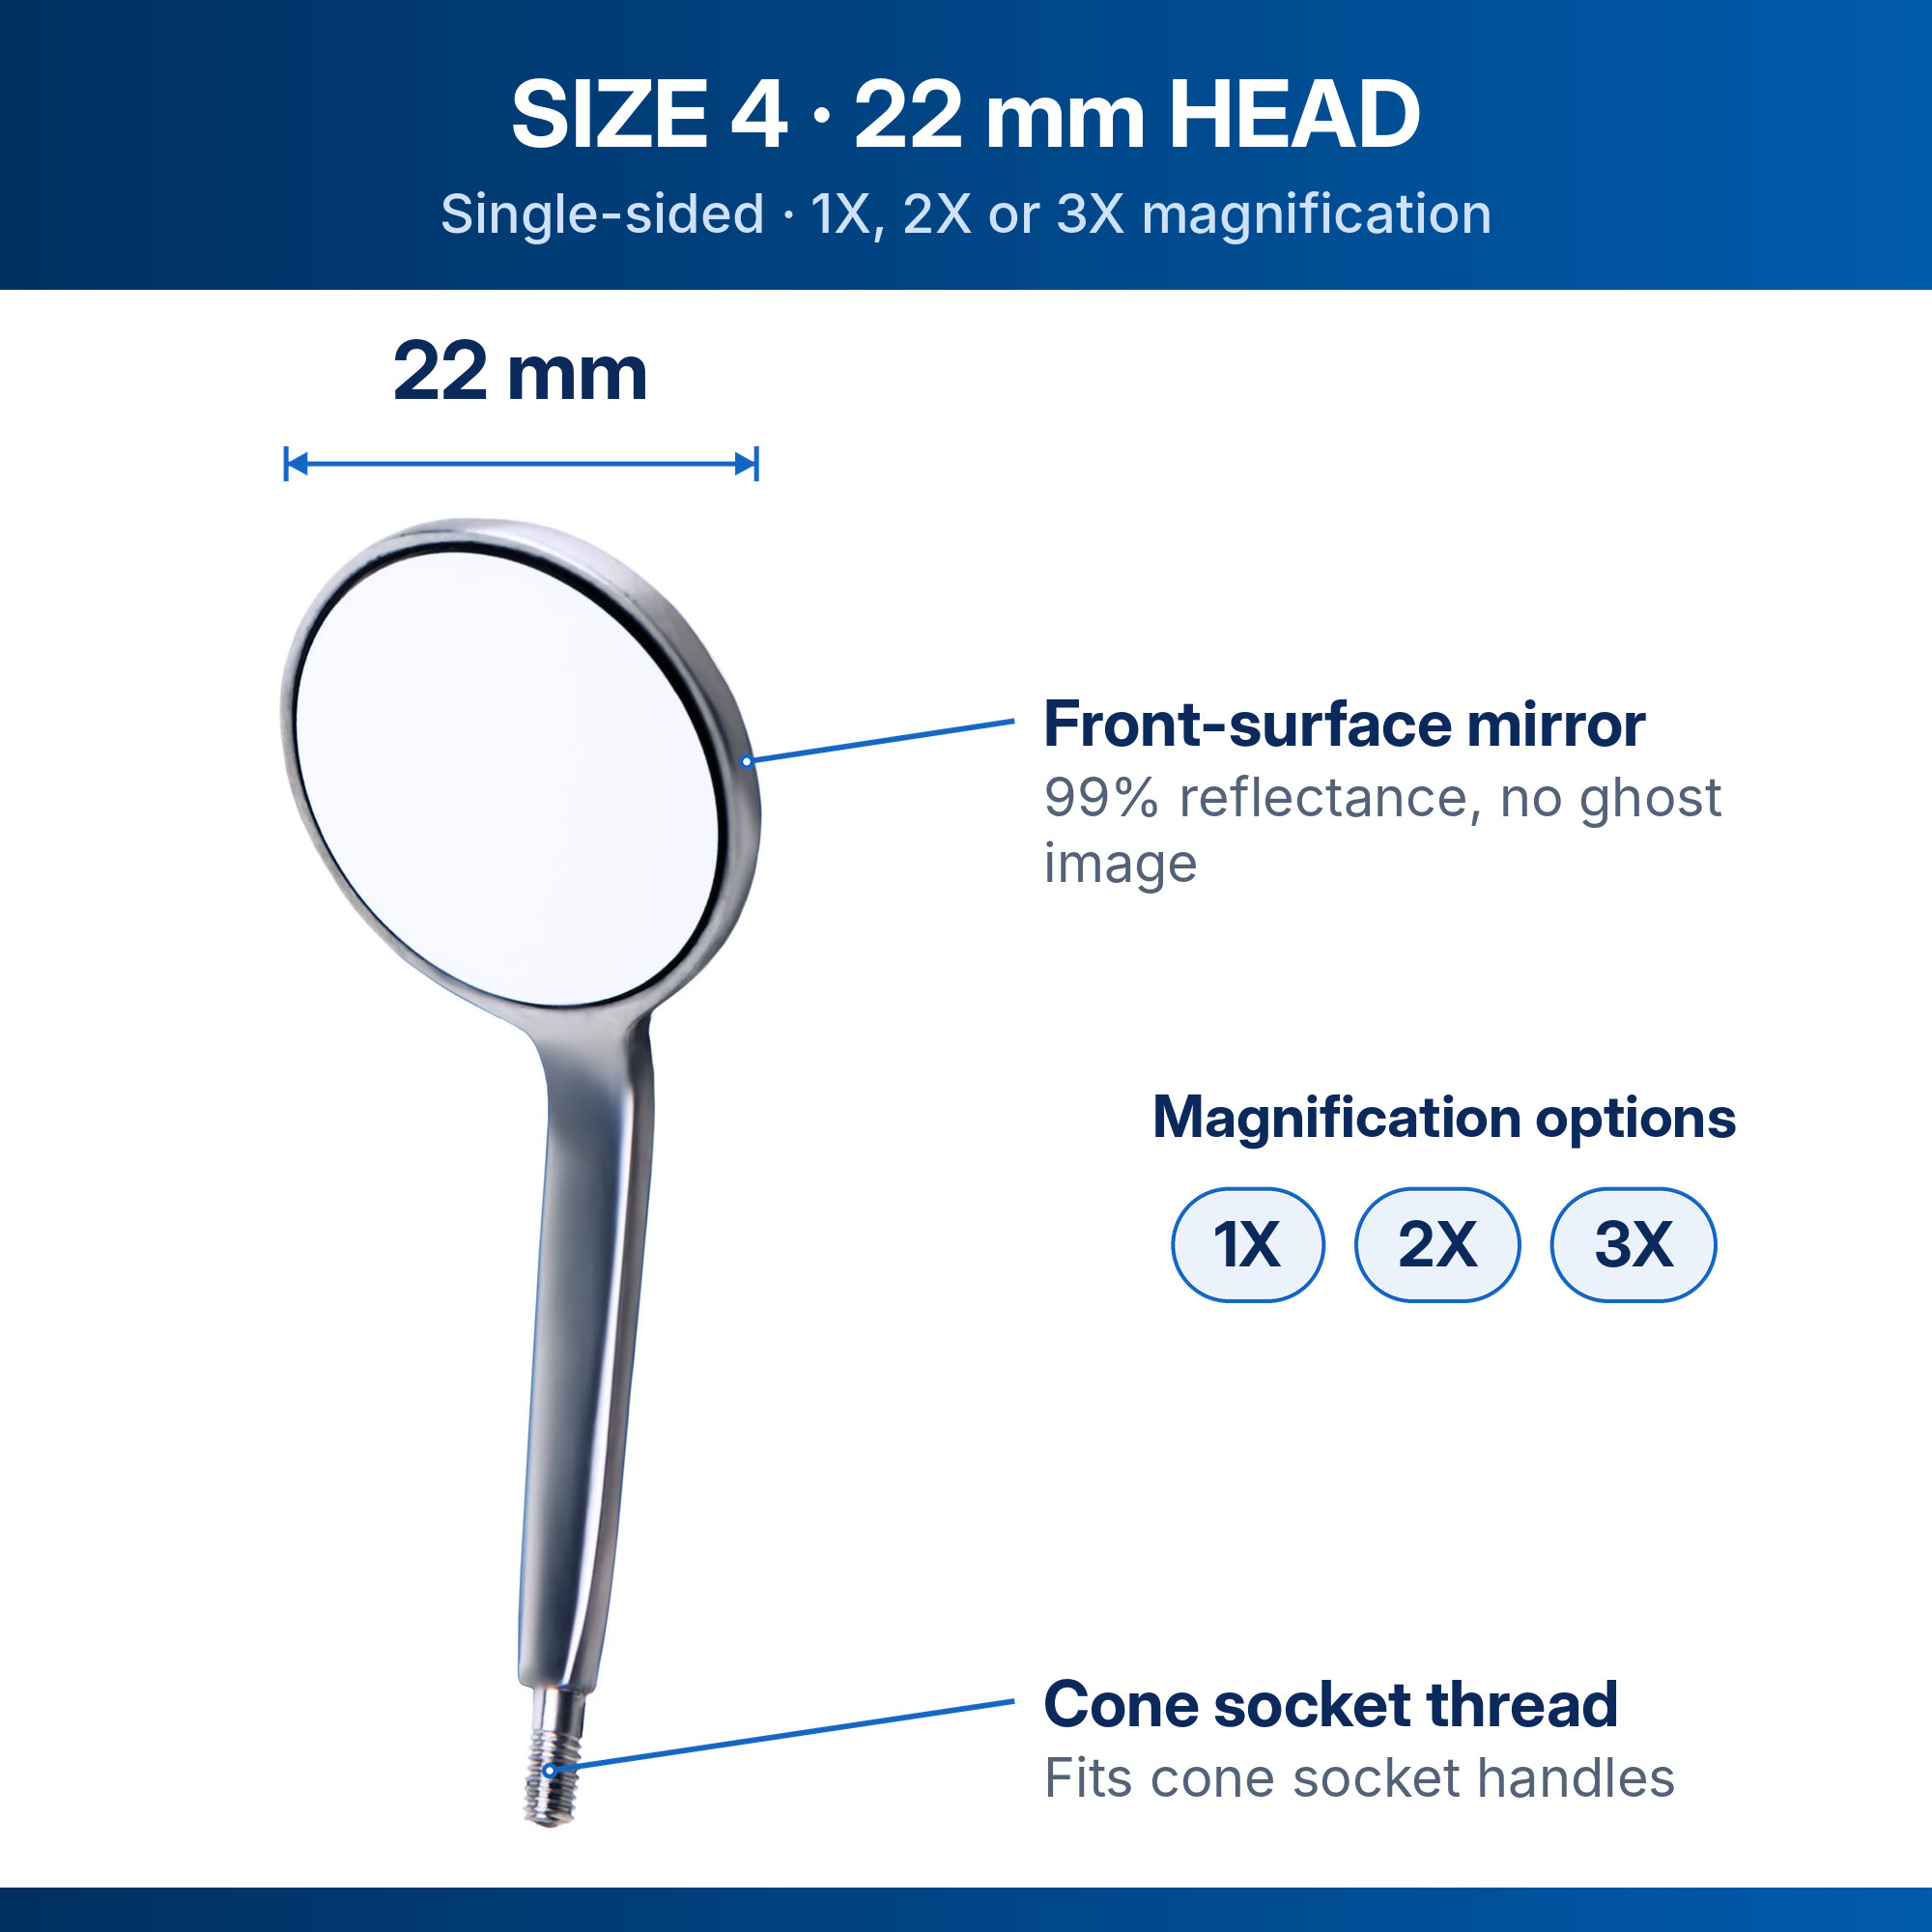 SIZE 4 · 22 mm HEAD
Single-sided · 1X, 2X or 3X magnification
22 mm
Front-surface mirror
99% reflectance, no ghost
image
Magnification options
1X 2X 3X
Cone socket thread
Fits cone socket handles